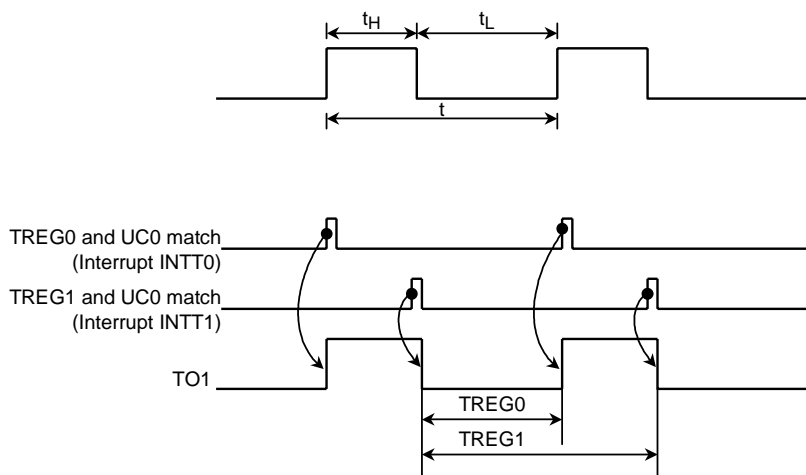 tH
tL
t
TREG0 and UC0 match
(Interrupt INTT0)
TREG1 and UC0 match
(Interrupt INTT1)
TO1
TREG0
TREG1